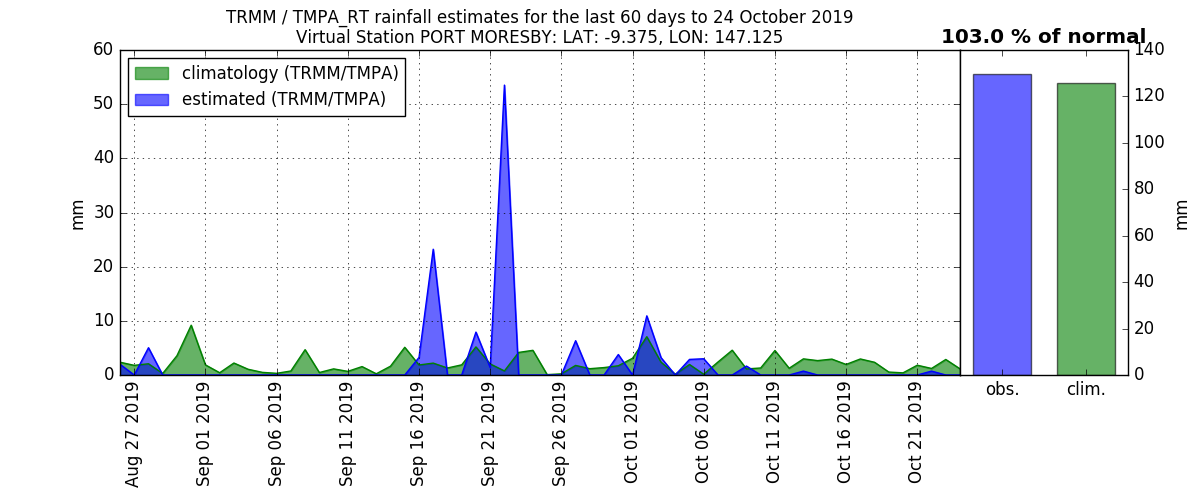 TRMM / TMPA_RT rainfall estimates for the last 60 days to 24 October 2019
Virtual Station PORT MORESBY: LAT: -9.375, LON: 147.125
103.0 % of normal
climatology (TRMM/TMPA)
estimated (TRMM/TMPA)
60
50
40
30
20
10
0
mm
Aug 27 2019
Sep 01 2019
Sep 06 2019
Sep 11 2019
Sep 16 2019
Sep 21 2019
Sep 26 2019
Oct 01 2019
Oct 06 2019
Oct 11 2019
Oct 16 2019
Oct 21 2019
obs.
clim.
140
120
100
80
60
40
20
0
mm